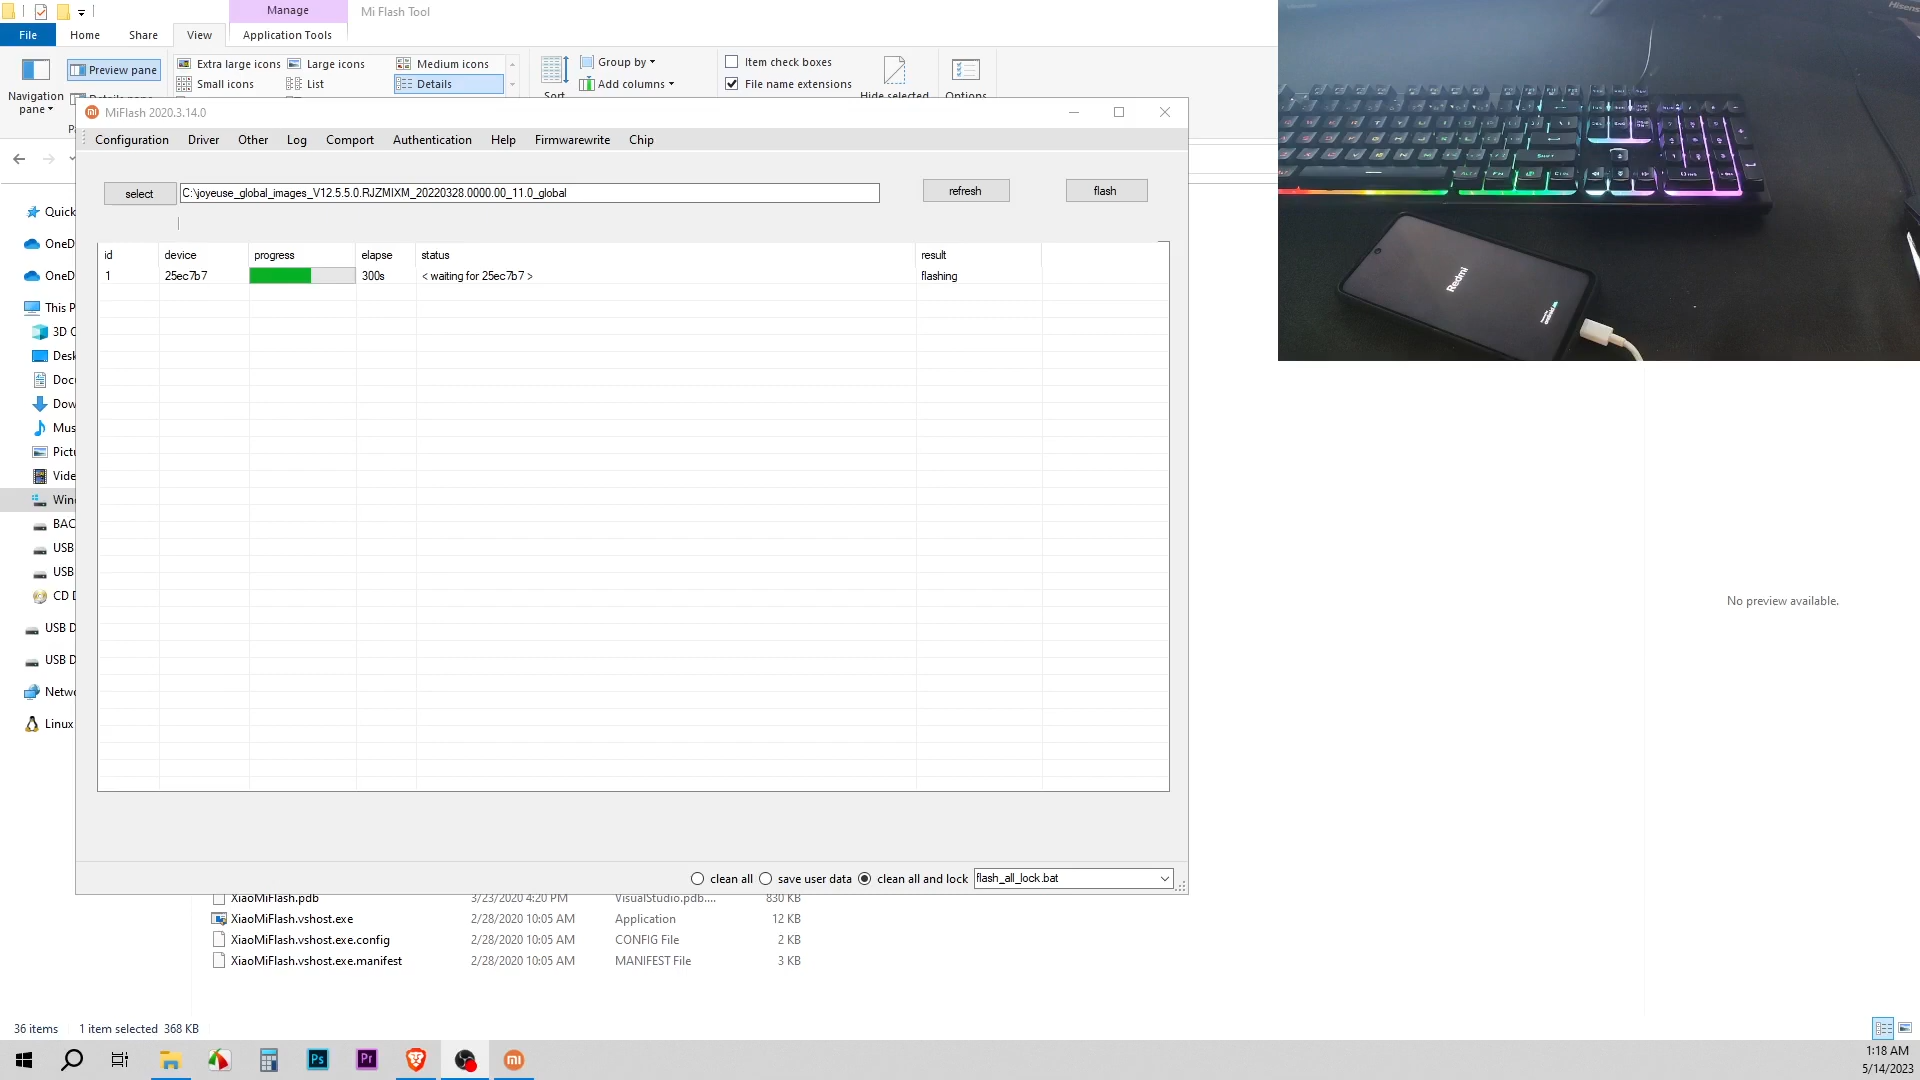 Manage
Mi Flash Tool
File
Home
Share
View
Application Tools
Navigation pane
Preview pane
Extra large icons
Large icons
Medium icons
Small icons
List
Details
Sort
Group by
Add columns
Item check boxes
File name extensions
Hide selected
Options
MiFlash 2020.3.14.0
Configuration
Driver
Other
Log
Comport
Authentication
Help
Firmwarewrite
Chip
select
C:\joyeuse_global_images_V12.5.5.0.RJZMIXM_20220328.0000.00_11.0_global
refresh
flash
id
device
progress
elapse
status
result
1
25ec7b7
300s
< waiting for 25ec7b7 >
flashing
Quick
OneD
OneD
This P
3D
Desk
Doc
Dow
Mus
Pictu
Vide
Win
BAC
USB
USB
CD
USB D
USB D
Netwo
Linux
Redmi
Hisense
No preview available.
clean all
save user data
clean all and lock
flash_all_lock.bat
XiaoMiFlash.pdb
3/23/2020 4:20 PM
VisualStudio.pdb....
830 KB
XiaoMiFlash.vshost.exe
2/28/2020 10:05 AM
Application
12 KB
XiaoMiFlash.vshost.exe.config
2/28/2020 10:05 AM
CONFIG File
2 KB
XiaoMiFlash.vshost.exe.manifest
2/28/2020 10:05 AM
MANIFEST File
3 KB
36 items
1 item selected
368 KB
Ps
Pr
1:18 AM
5/14/2023